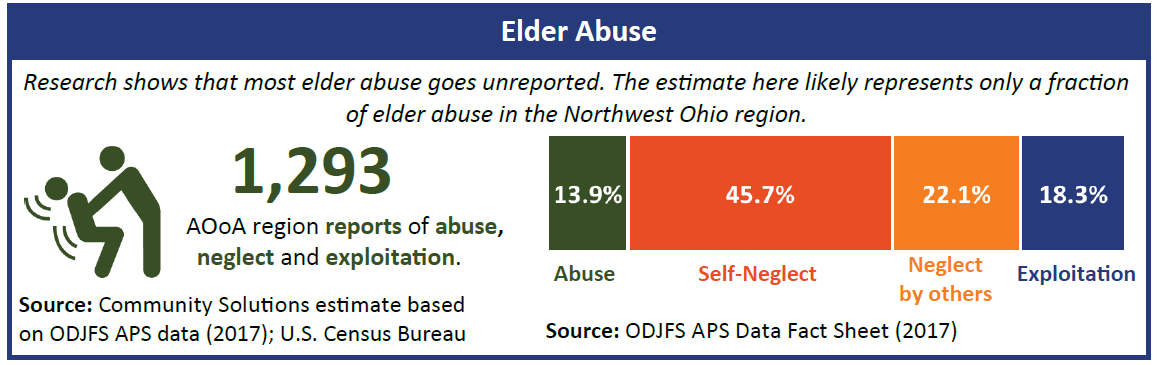 Elder Abuse
Research shows that most elder abuse goes unreported. The estimate here likely represents only a fraction
of elder abuse in the Northwest Ohio region.
1,293
AOoA region reports of abuse,
neglect and exploitation.
Source: Community Solutions estimate based
on ODJFS APS data (2017); U.S. Census Bureau
13.9% 45.7% 22.1% 18.3%
Abuse Self-Neglect Neglect Exploitation
by others
Source: ODJFS APS Data Fact Sheet (2017)